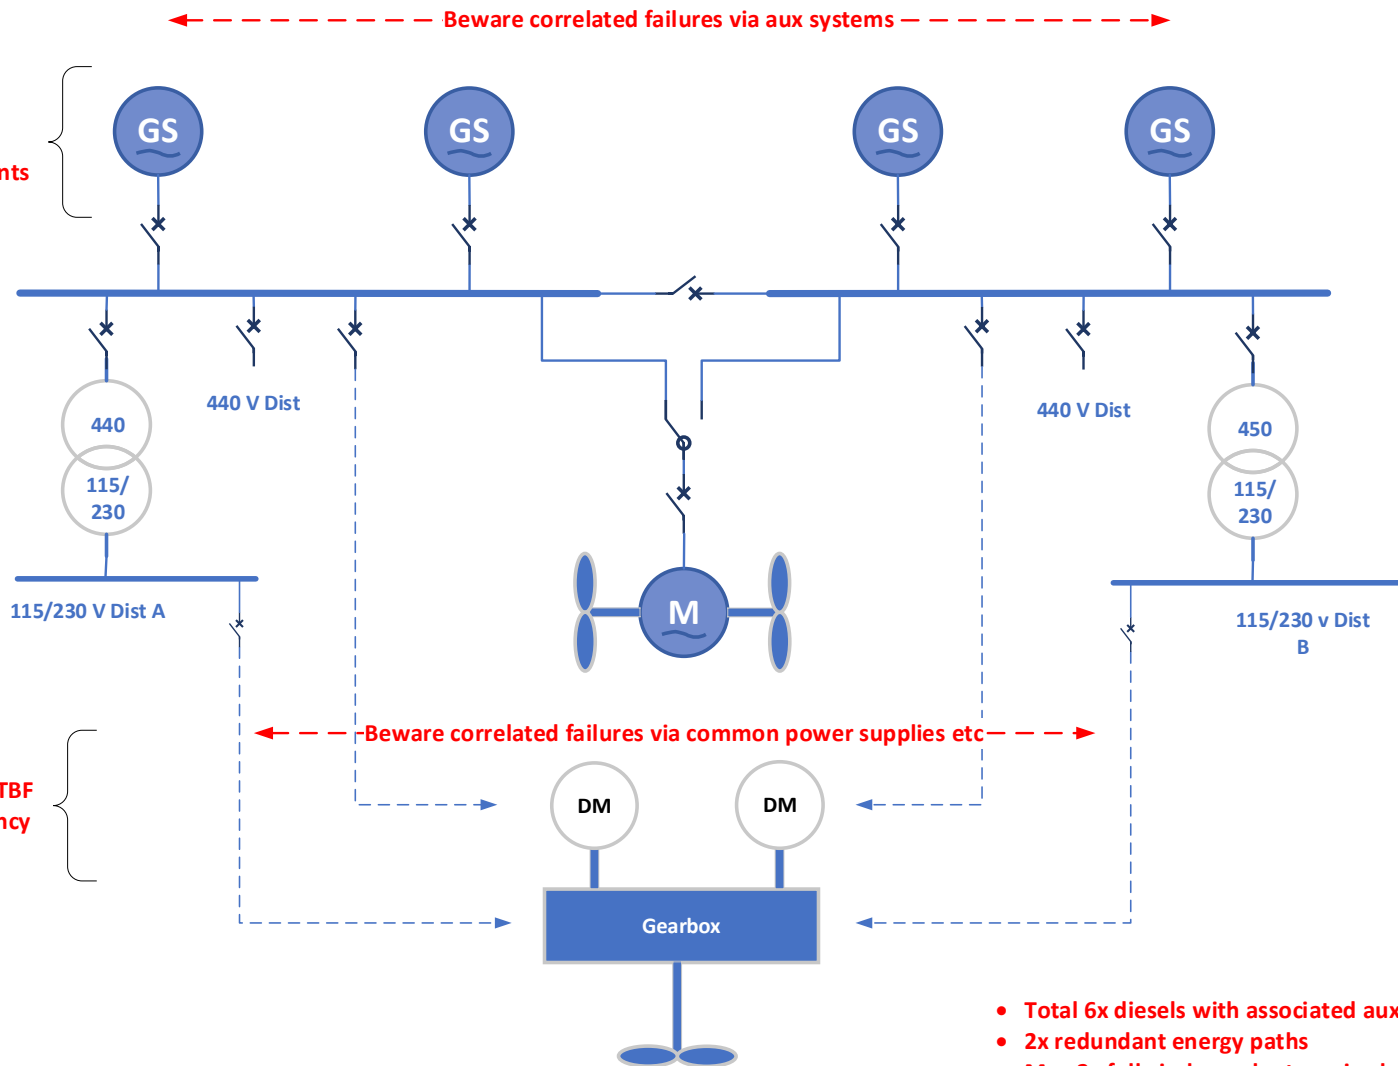 Beware correlated failures via aux systems
GS
GS
GS
GS
nts
440 V Dist
440 V Dist
440
115/
230
450
115/
230
115/230 V Dist A
M
115/230 v Dist
B
Beware correlated failures via common power supplies etc
TBF
ncy
DM
DM
Gearbox
• Total 6x diesels with associated aux
• 2x redundant energy paths